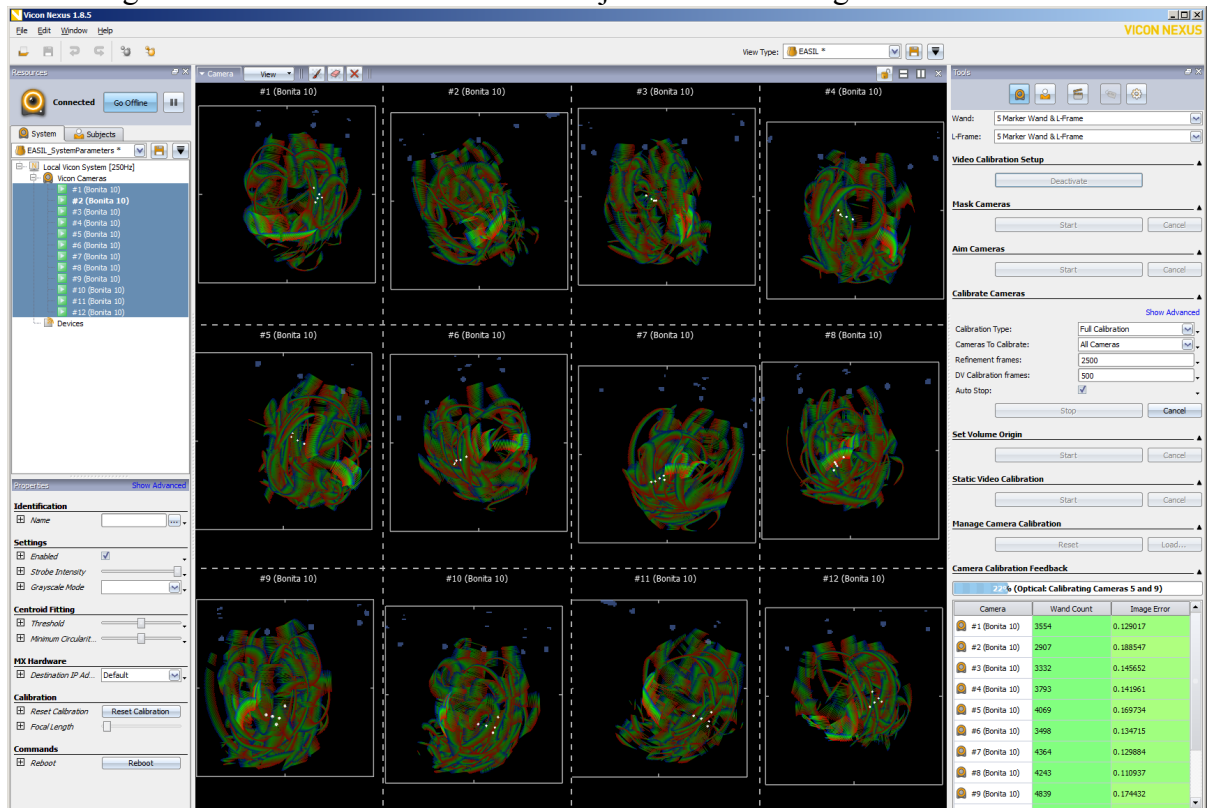 Vicon Nexus 1.8.5
File Edit Window Help
VICON NEXUS
View Type: EASIL *
Resources
Connected Go Offline
System Subjects
EASIL_SystemParameters *
Local Vicon System [250Hz]
Vicon Cameras
#1 (Bonita 10)
#2 (Bonita 10)
#3 (Bonita 10)
#4 (Bonita 10)
#5 (Bonita 10)
#6 (Bonita 10)
#7 (Bonita 10)
#8 (Bonita 10)
#9 (Bonita 10)
#10 (Bonita 10)
#11 (Bonita 10)
#12 (Bonita 10)
Devices
Properties Show Advanced
Identification
Name
Settings
Enabled
Strobe Intensity
Grayscale Mode
Centroid Fitting
Threshold
Minimum Circularit...
MX Hardware
Destination IP Ad... Default
Calibration
Reset Calibration Reset Calibration
Focal Length
Commands
Reboot Reboot
Camera View
#1 (Bonita 10) #2 (Bonita 10) #3 (Bonita 10) #4 (Bonita 10)
#5 (Bonita 10) #6 (Bonita 10) #7 (Bonita 10) #8 (Bonita 10)
#9 (Bonita 10) #10 (Bonita 10) #11 (Bonita 10) #12 (Bonita 10)
Tools
Wand: 5 Marker Wand & L-Frame
L-Frame: 5 Marker Wand & L-Frame
Video Calibration Setup
Deactivate
Mask Cameras
Start Cancel
Aim Cameras
Start Cancel
Calibrate Cameras
Show Advanced
Calibration Type: Full Calibration
Cameras To Calibrate: All Cameras
Refinement frames: 2500
DV Calibration frames: 500
Auto Stop:
Stop Cancel
Set Volume Origin
Start Cancel
Static Video Calibration
Start Cancel
Manage Camera Calibration
Reset Load...
Camera Calibration Feedback
22% (Optical: Calibrating Cameras 5 and 9)
Camera Wand Count Image Error
#1 (Bonita 10) 3554 0.129017
#2 (Bonita 10) 2907 0.188547
#3 (Bonita 10) 3332 0.145652
#4 (Bonita 10) 3793 0.141961
#5 (Bonita 10) 4069 0.169734
#6 (Bonita 10) 3498 0.134715
#7 (Bonita 10) 4364 0.129884
#8 (Bonita 10) 4243 0.110937
#9 (Bonita 10) 4839 0.174432